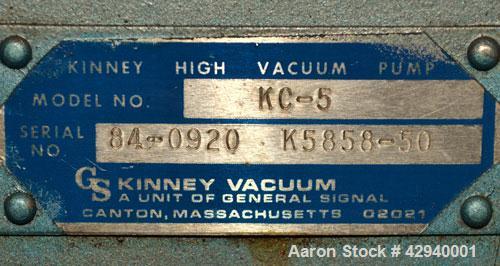 KINNEY HIGH VACUUM PUMP
MODEL NO. KC-5
SERIAL NO 84-0920 K5858-50
GS KINNEY VACUUM
A UNIT OF GENERAL SIGNAL
CANTON, MASSACHUSETTS 02021
Aaron Stock # 42940001